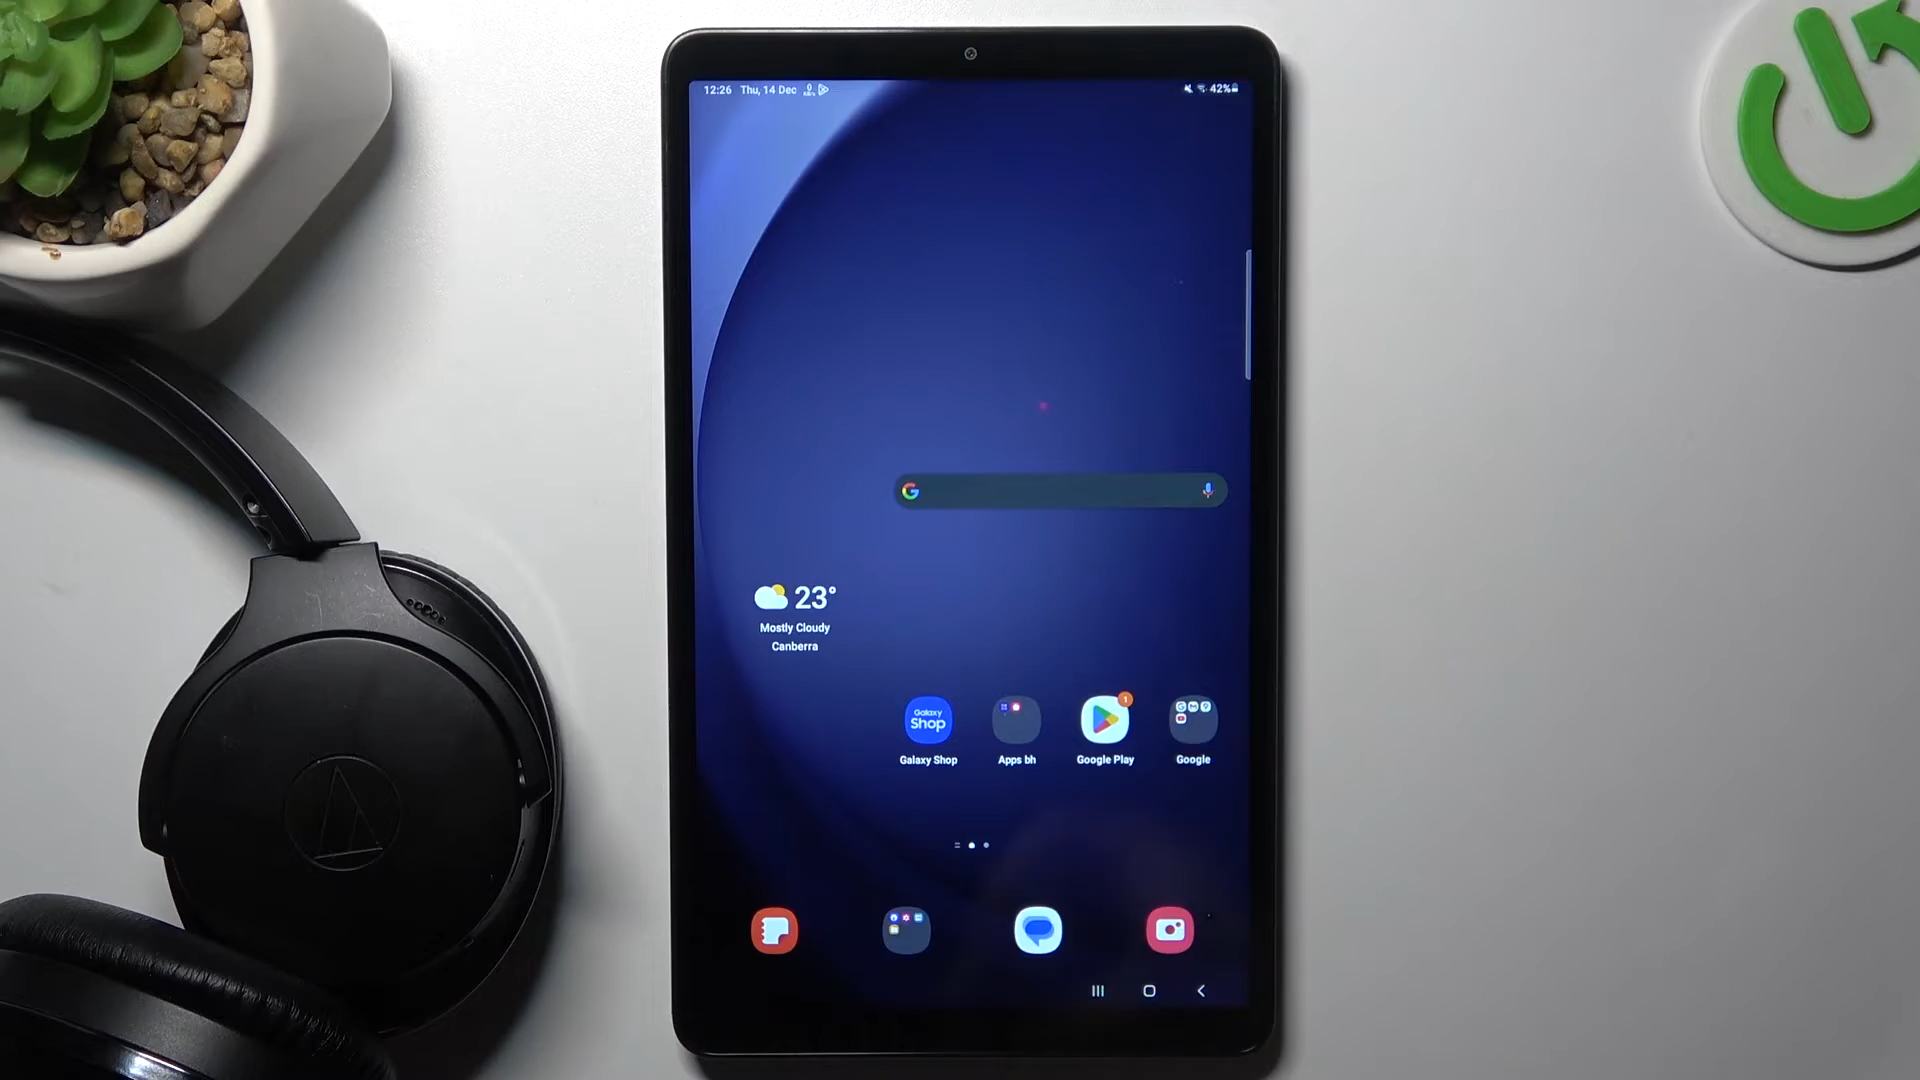 12:26 Thu, 14 Dec
42%
23°
Mostly Cloudy
Canberra
Galaxy
Shop
1
Galaxy Shop
Apps bh
Google Play
Google